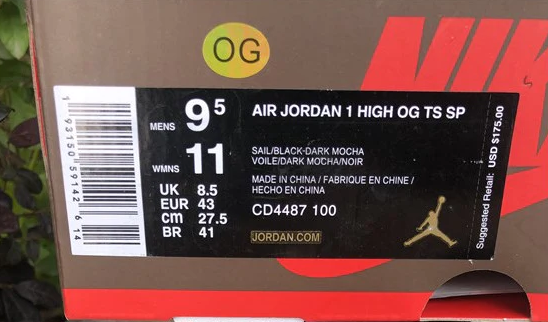 OG
NIK
1 93150 59142 6 14
MENS 9⁵
WMNS 11
UK 8.5
EUR 43
cm 27.5
BR 41
AIR JORDAN 1 HIGH OG TS SP
SAIL/BLACK-DARK MOCHA
VOILE/DARK MOCHA/NOIR
MADE IN CHINA / FABRIQUE EN CHINE /
HECHO EN CHINA
CD4487 100
JORDAN.COM
Suggested Retail: USD $175.00